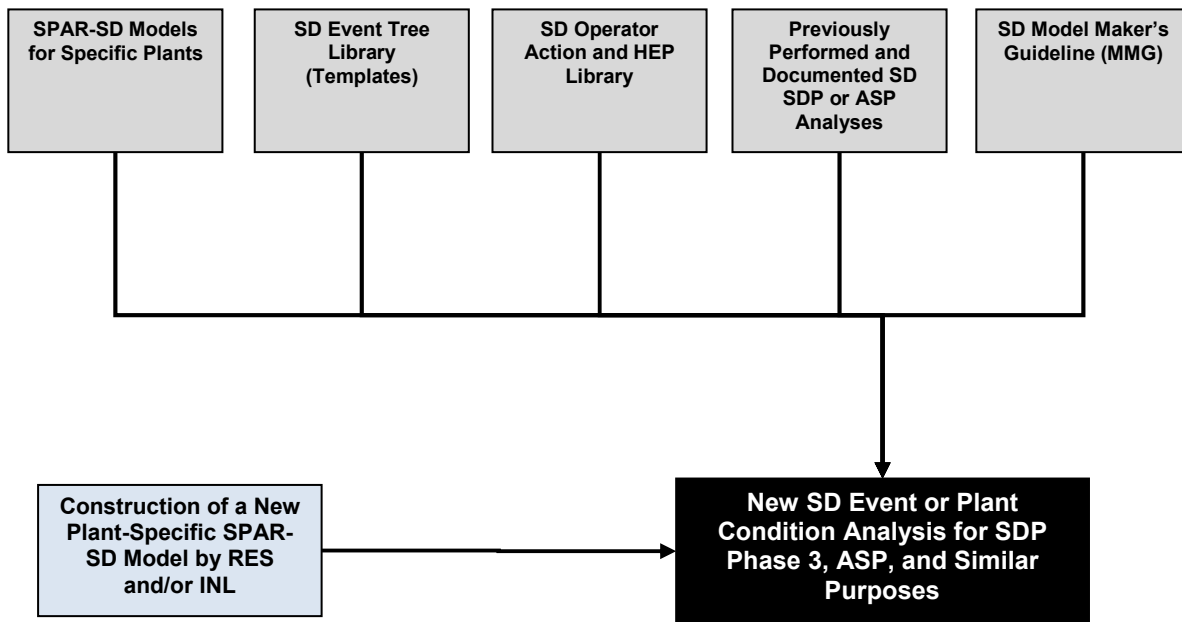 SPAR-SD Models
for Specific Plants
SD Event Tree
Library
(Templates)
SD Operator
Action and HEP
Library
Previously
Performed and
Documented SD
SDP or ASP
Analyses
SD Model Maker’s
Guideline (MMG)
Construction of a New
Plant-Specific SPAR-
SD Model by RES
and/or INL
New SD Event or Plant
Condition Analysis for SDP
Phase 3, ASP, and Similar
Purposes